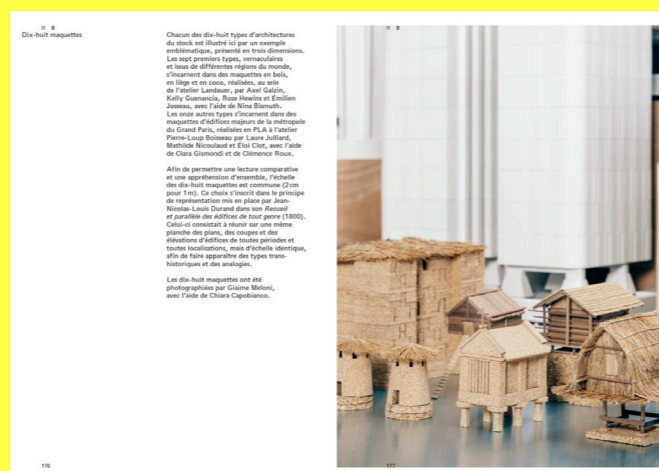 Dix-huit maquettes
Chacun des dix-huit types d'architectures
du stock est illustré ici par un exemple
emblématique, présenté en trois dimensions.
Les sept premiers types, vernaculaires
et issus de différentes régions du monde,
s'incarnent dans des maquettes en bois,
en liège et en coco, réalisées, au sein
de l'atelier Landauer, par Axel Galzin,
Kelly Guenancia, Rose Hewins et Émilien
Josseau, avec l'aide de Nina Bismuth.
Les onze autres types s'incarnent dans des
maquettes d'édifices majeurs de la métropole
du Grand Paris, réalisées en PLA à l'atelier
Pierre-Loup Boisseau par Laure Julliard,
Mathilde Nicoulaud et Éloi Clot, avec l'aide
de Clara Gismondi et de Clémence Roux.
Afin de permettre une lecture comparative
et une appréhension d'ensemble, l'échelle
des dix-huit maquettes est commune (2cm
pour 1m). Ce choix s'inscrit dans le principe
de représentation mis en place par Jean-
Nicolas-Louis Durand dans son Recueil
et parallèle des édifices de tout genre (1800).
Celui-ci consistait à réunir sur une même
planche des plans, des coupes et des
élévations d'édifices de toutes périodes et
toutes localisations, mais d'échelle identique,
afin de faire apparaître des types trans-
historiques et des analogies.
Les dix-huit maquettes ont été
photographiées par Giaime Meloni,
avec l'aide de Chiara Capobianco.
176
177